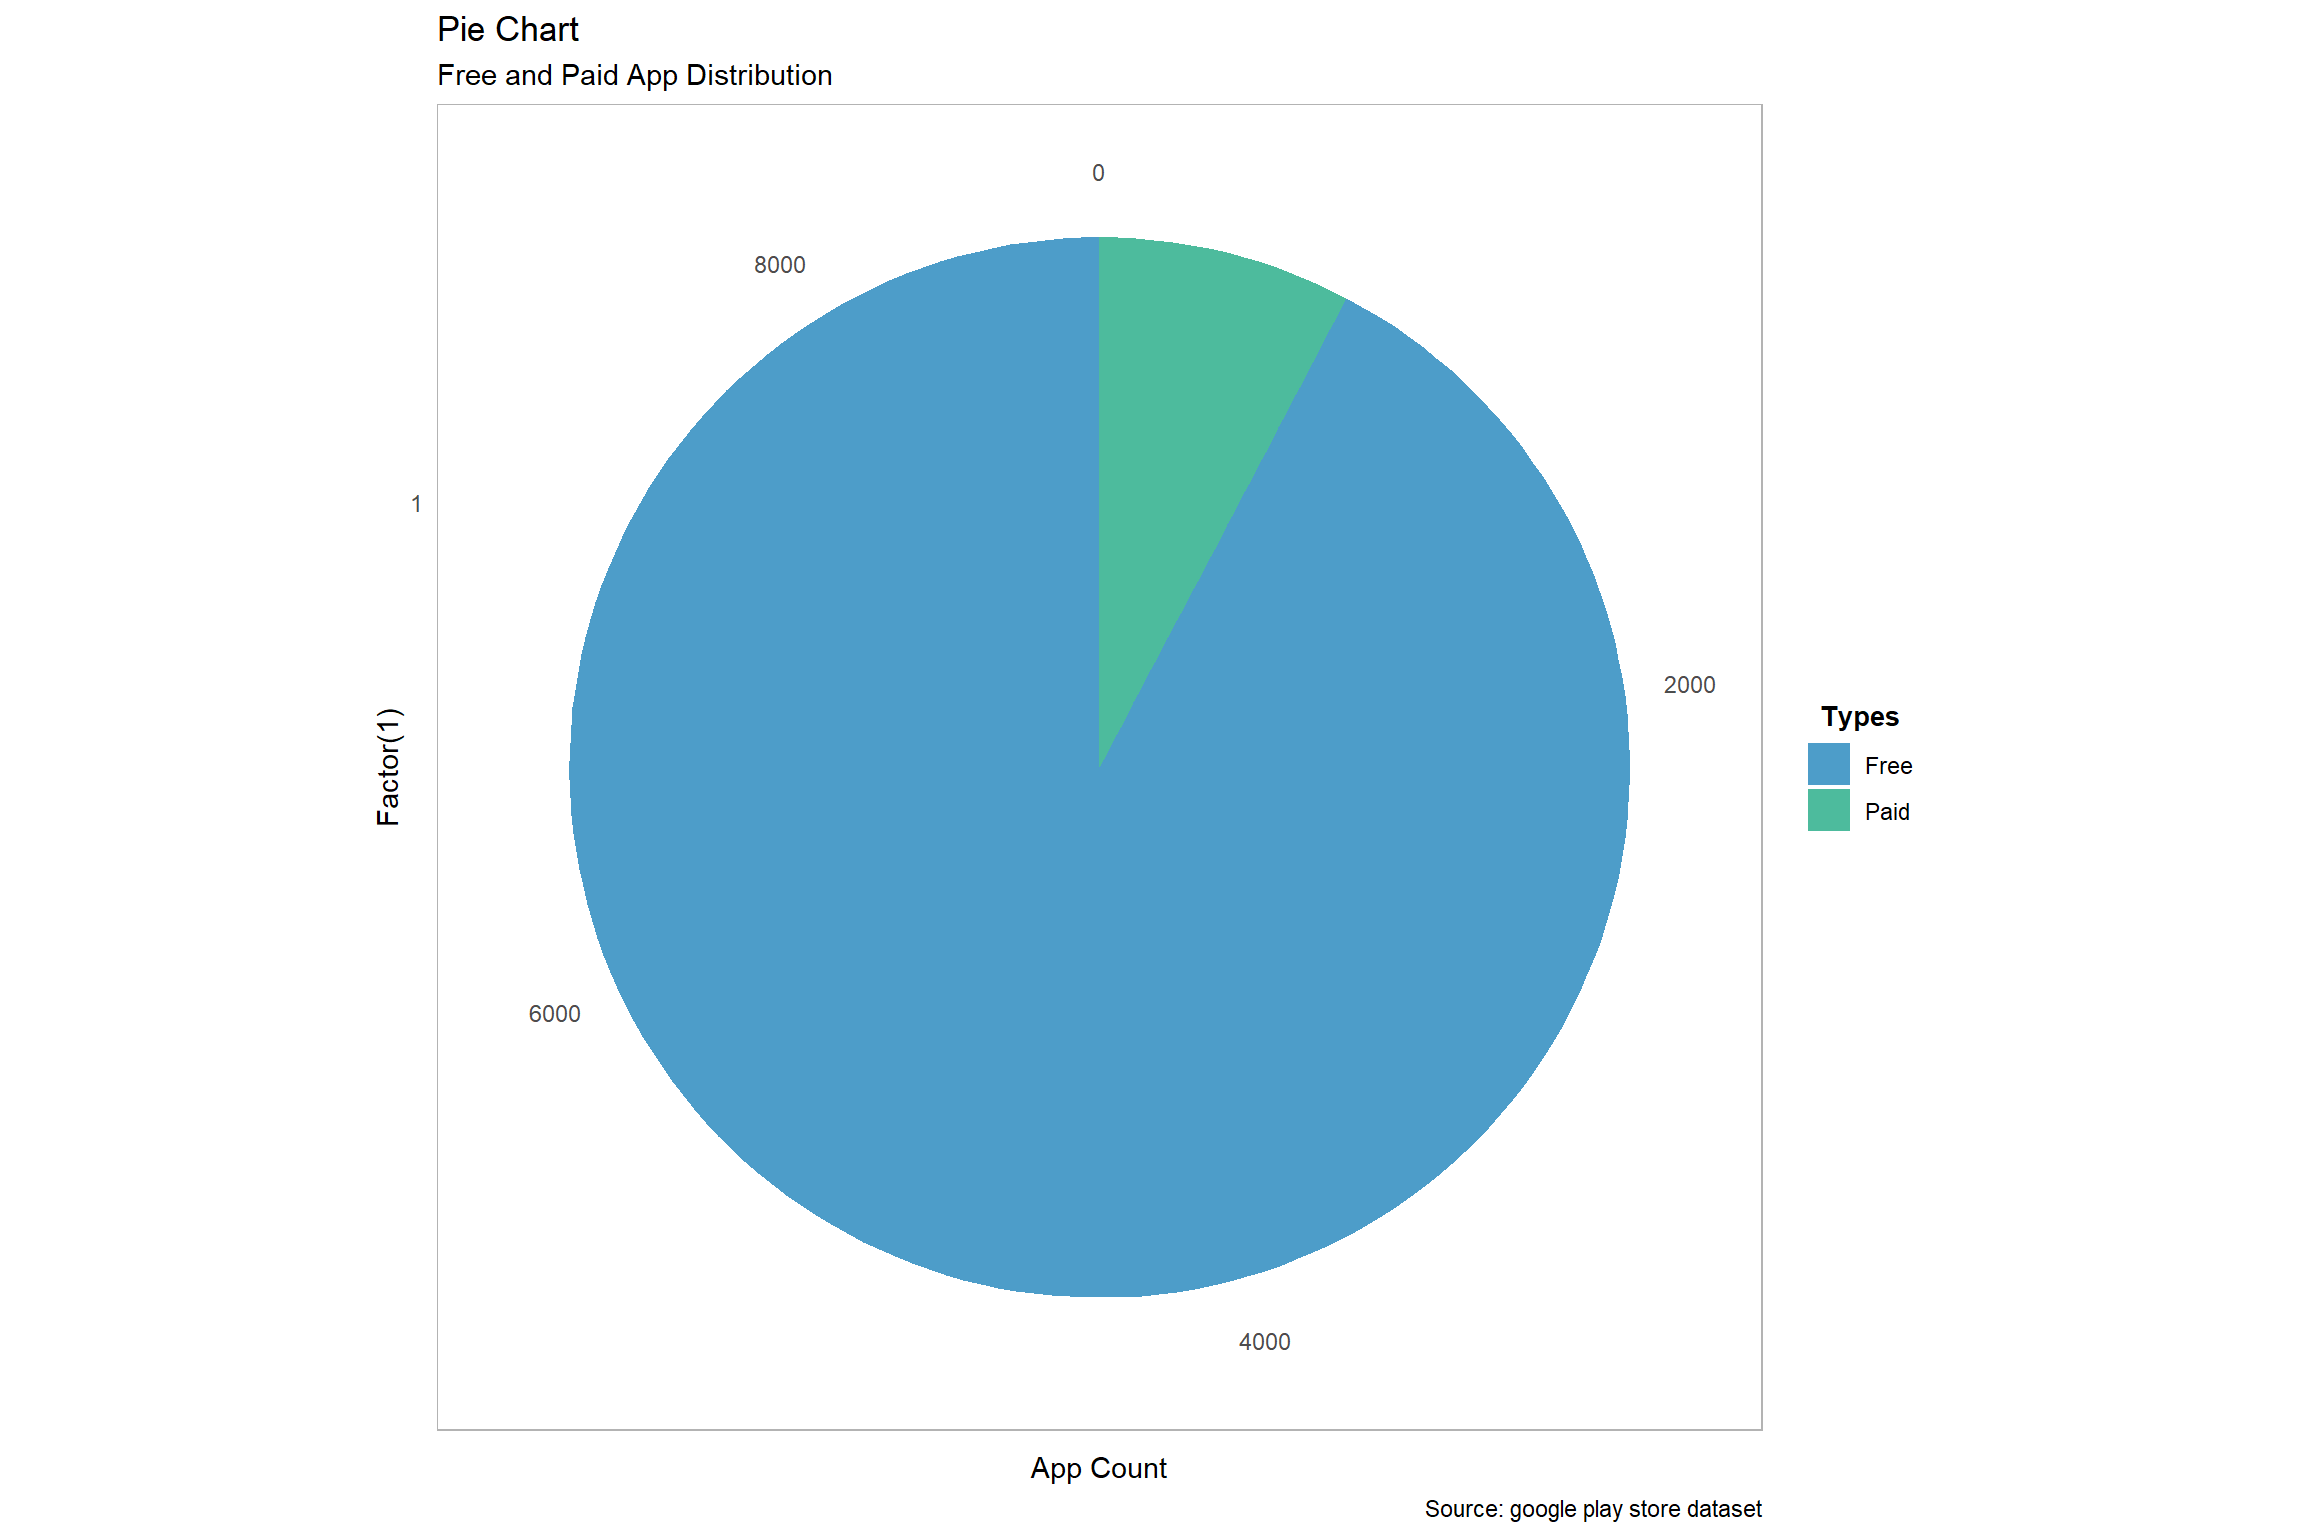 Pie Chart
Free and Paid App Distribution
0
8000
1
2000
Factor(1)
Types
Free
Paid
6000
4000
App Count
Source: google play store dataset